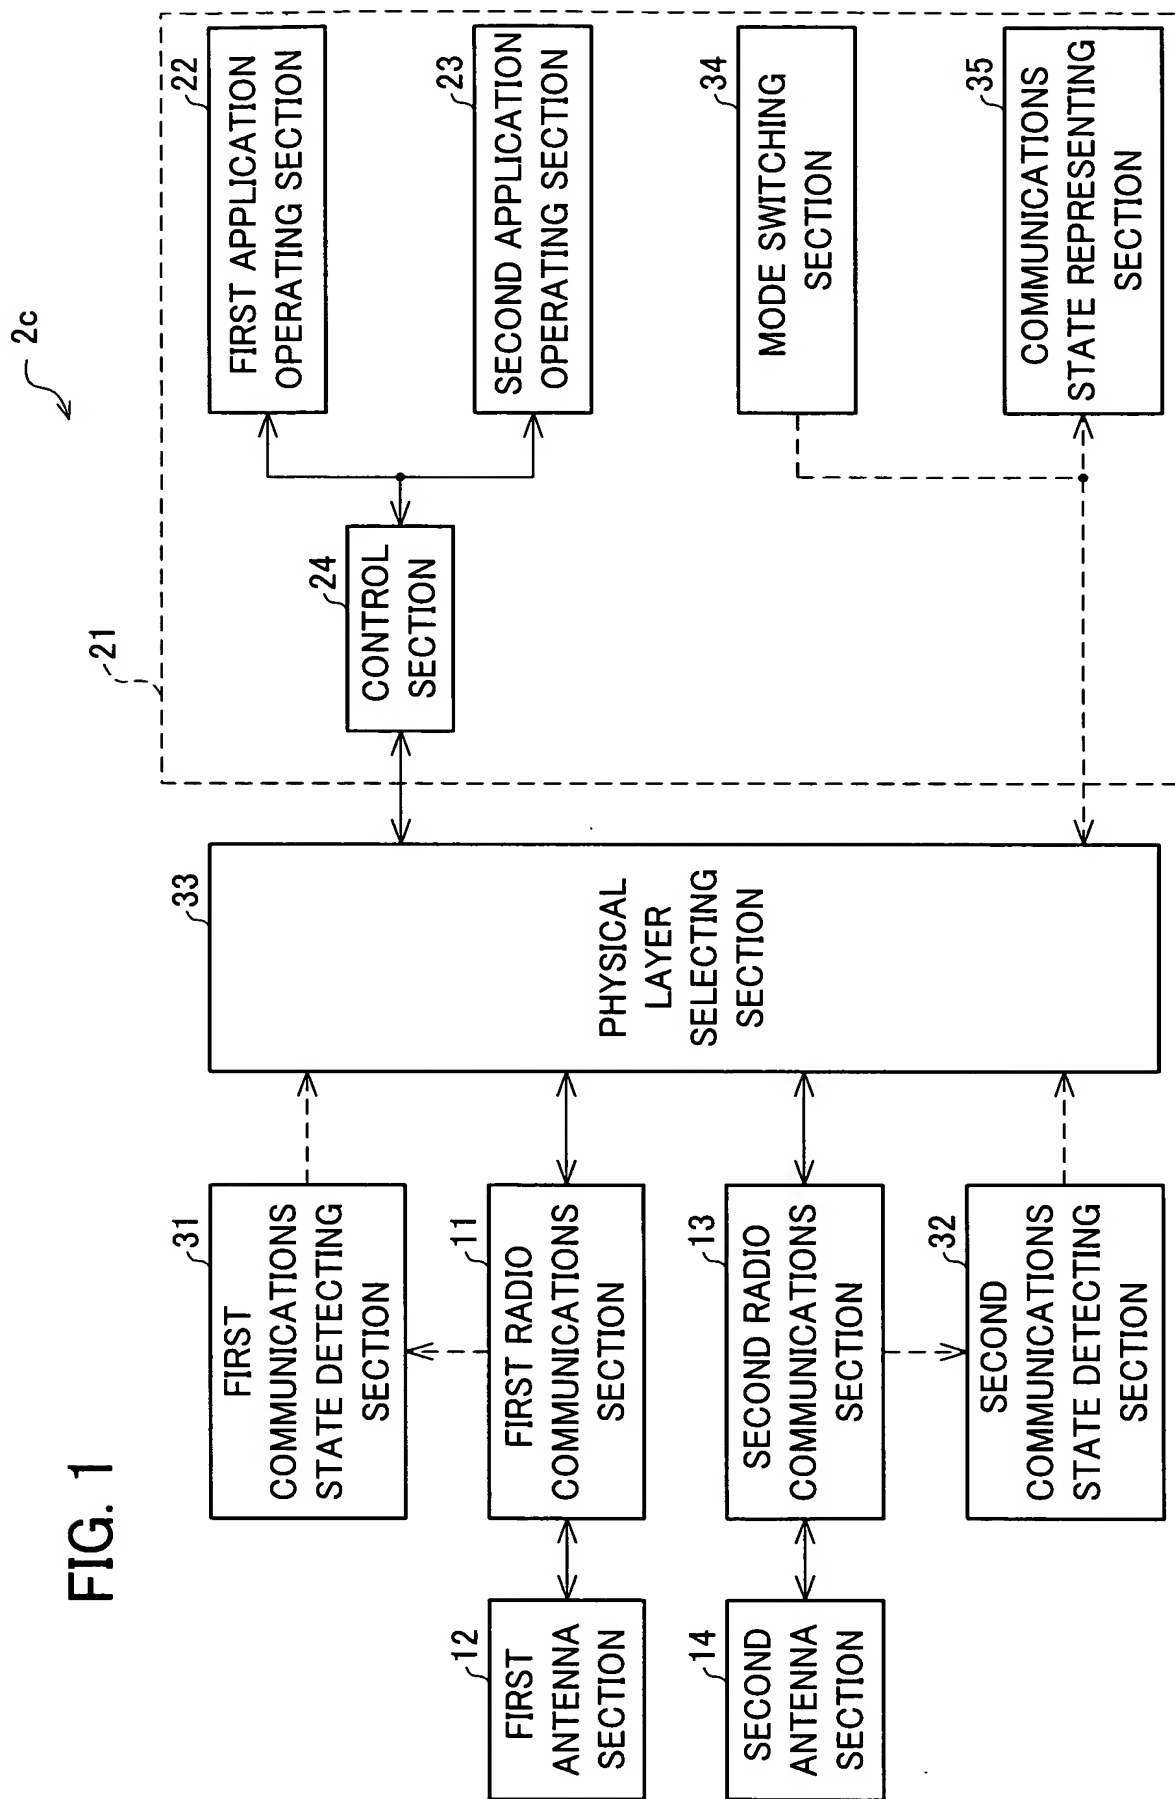 FIG. 1
2c
12
FIRST
ANTENNA
SECTION
14
SECOND
ANTENNA
SECTION
31
FIRST
COMMUNICATIONS
STATE DETECTING
SECTION
11
FIRST RADIO
COMMUNICATIONS
SECTION
13
SECOND RADIO
COMMUNICATIONS
SECTION
32
SECOND
COMMUNICATIONS
STATE DETECTING
SECTION
33
PHYSICAL
LAYER
SELECTING
SECTION
21
24
CONTROL
SECTION
22
FIRST APPLICATION
OPERATING SECTION
23
SECOND APPLICATION
OPERATING SECTION
34
MODE SWITCHING
SECTION
35
COMMUNICATIONS
STATE REPRESENTING
SECTION